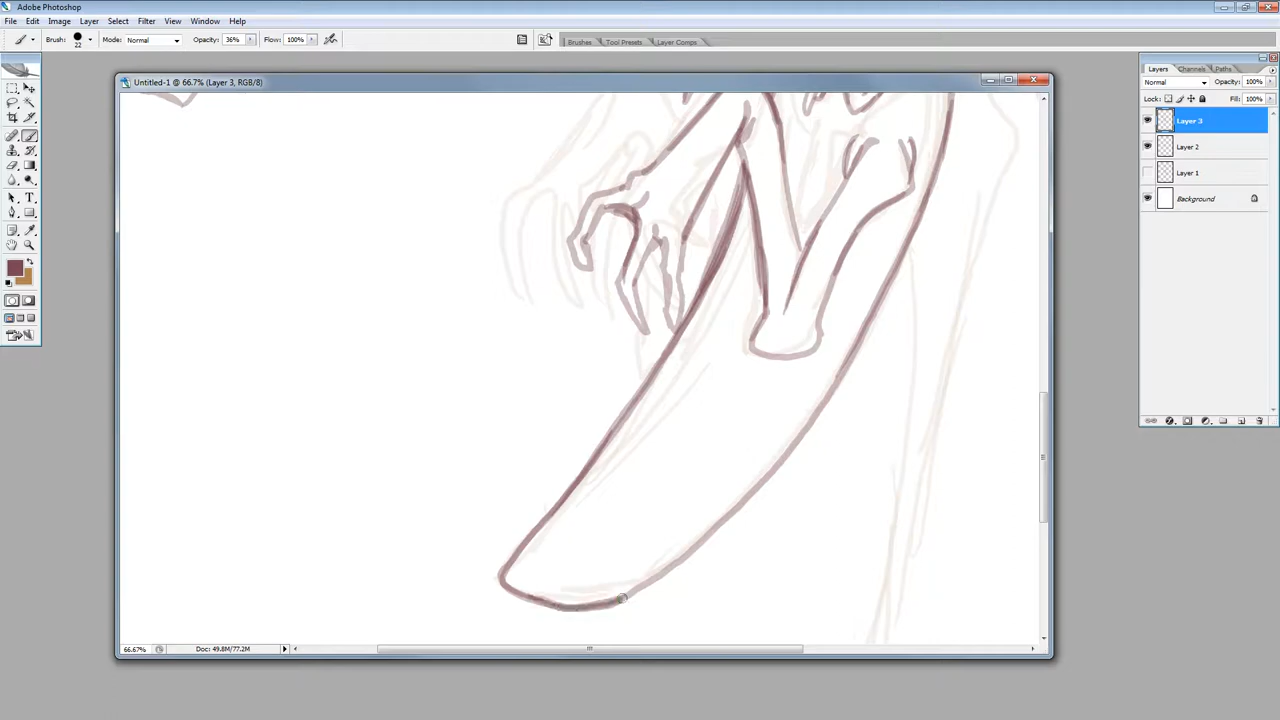 Adobe Photoshop
File Edit Image Layer Select Filter View Window Help
Brush: 22 Mode: Normal Opacity: 36% Flow: 100% Brushes Tool Presets Layer Comps
Untitled-1 @ 66.7% (Layer 3, RGB/8)
Layers Channels Paths
Normal Opacity: 100%
Lock: Fill: 100%
Layer 3
Layer 2
Layer 1
Background
66.67% Doc: 49.8M/77.2M